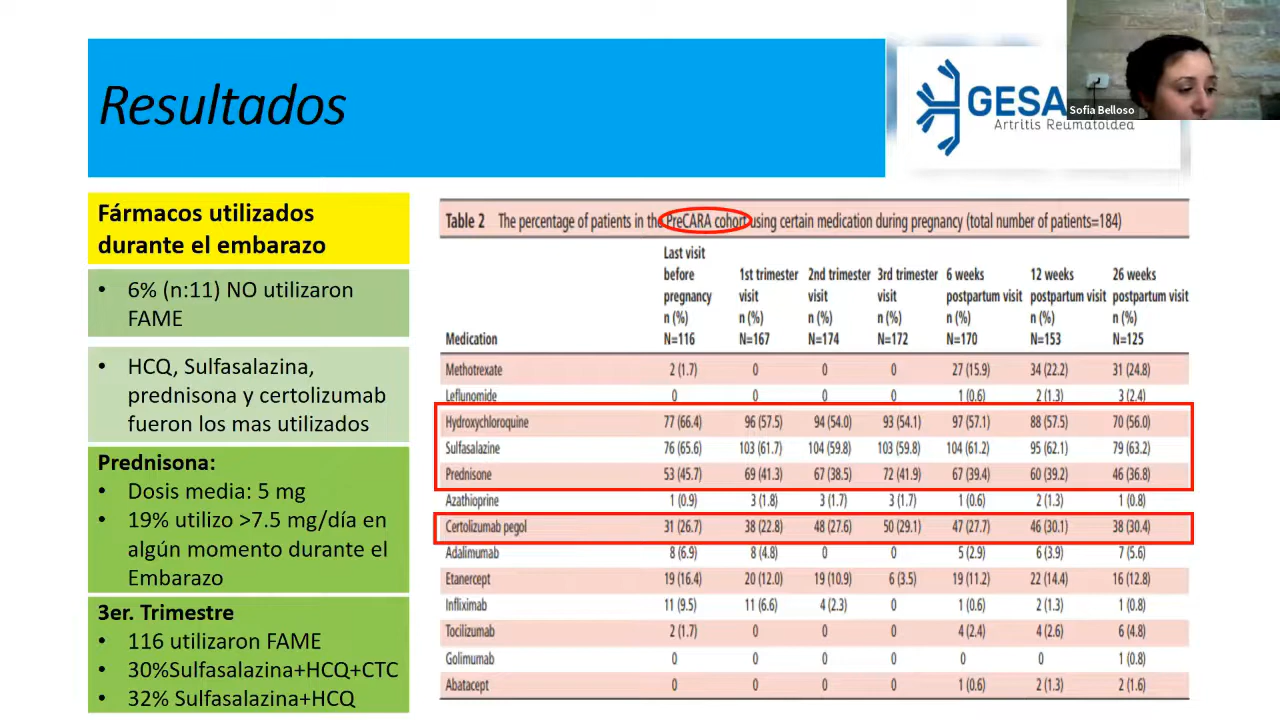 Resultados
GESA
Artritis Reumatoidea
Sofía Belloso
Fármacos utilizados
durante el embarazo
• 6% (n:11) NO utilizaron
FAME
• HCQ, Sulfasalazina,
prednisona y certolizumab
fueron los mas utilizados
Prednisona:
• Dosis media: 5 mg
• 19% utilizo >7.5 mg/día en
algún momento durante el
Embarazo
3er. Trimestre
• 116 utilizaron FAME
• 30%Sulfasalazina+HCQ+CTC
• 32% Sulfasalazina+HCQ
Table 2 The percentage of patients in the PreCARA cohort using certain medication during pregnancy (total number of patients=184)
Medication Last visit before pregnancy n (%) N=116 1st trimester visit n (%) N=167 2nd trimester visit n (%) N=174 3rd trimester visit n (%) N=172 6 weeks postpartum visit n (%) N=170 12 weeks postpartum visit n (%) N=153 26 weeks postpartum visit n (%) N=125
Methotrexate 2 (1.7) 0 0 0 27 (15.9) 34 (22.2) 31 (24.8)
Leflunomide 0 0 0 0 1 (0.6) 2 (1.3) 3 (2.4)
Hydroxychloroquine 77 (66.4) 96 (57.5) 94 (54.0) 93 (54.1) 97 (57.1) 88 (57.5) 70 (56.0)
Sulfasalazine 76 (65.6) 103 (61.7) 104 (59.8) 103 (59.8) 104 (61.2) 95 (62.1) 79 (63.2)
Prednisone 53 (45.7) 69 (41.3) 67 (38.5) 72 (41.9) 67 (39.4) 60 (39.2) 46 (36.8)
Azathioprine 1 (0.9) 3 (1.8) 3 (1.7) 3 (1.7) 1 (0.6) 2 (1.3) 1 (0.8)
Certolizumab pegol 31 (26.7) 38 (22.8) 48 (27.6) 50 (29.1) 47 (27.7) 46 (30.1) 38 (30.4)
Adalimumab 8 (6.9) 8 (4.8) 0 0 5 (2.9) 6 (3.9) 7 (5.6)
Etanercept 19 (16.4) 20 (12.0) 19 (10.9) 6 (3.5) 19 (11.2) 22 (14.4) 16 (12.8)
Infliximab 11 (9.5) 11 (6.6) 4 (2.3) 0 1 (0.6) 2 (1.3) 1 (0.8)
Tocilizumab 2 (1.7) 0 0 0 4 (2.4) 4 (2.6) 6 (4.8)
Golimumab 0 0 0 0 0 0 1 (0.8)
Abatacept 0 0 0 0 1 (0.6) 2 (1.3) 2 (1.6)